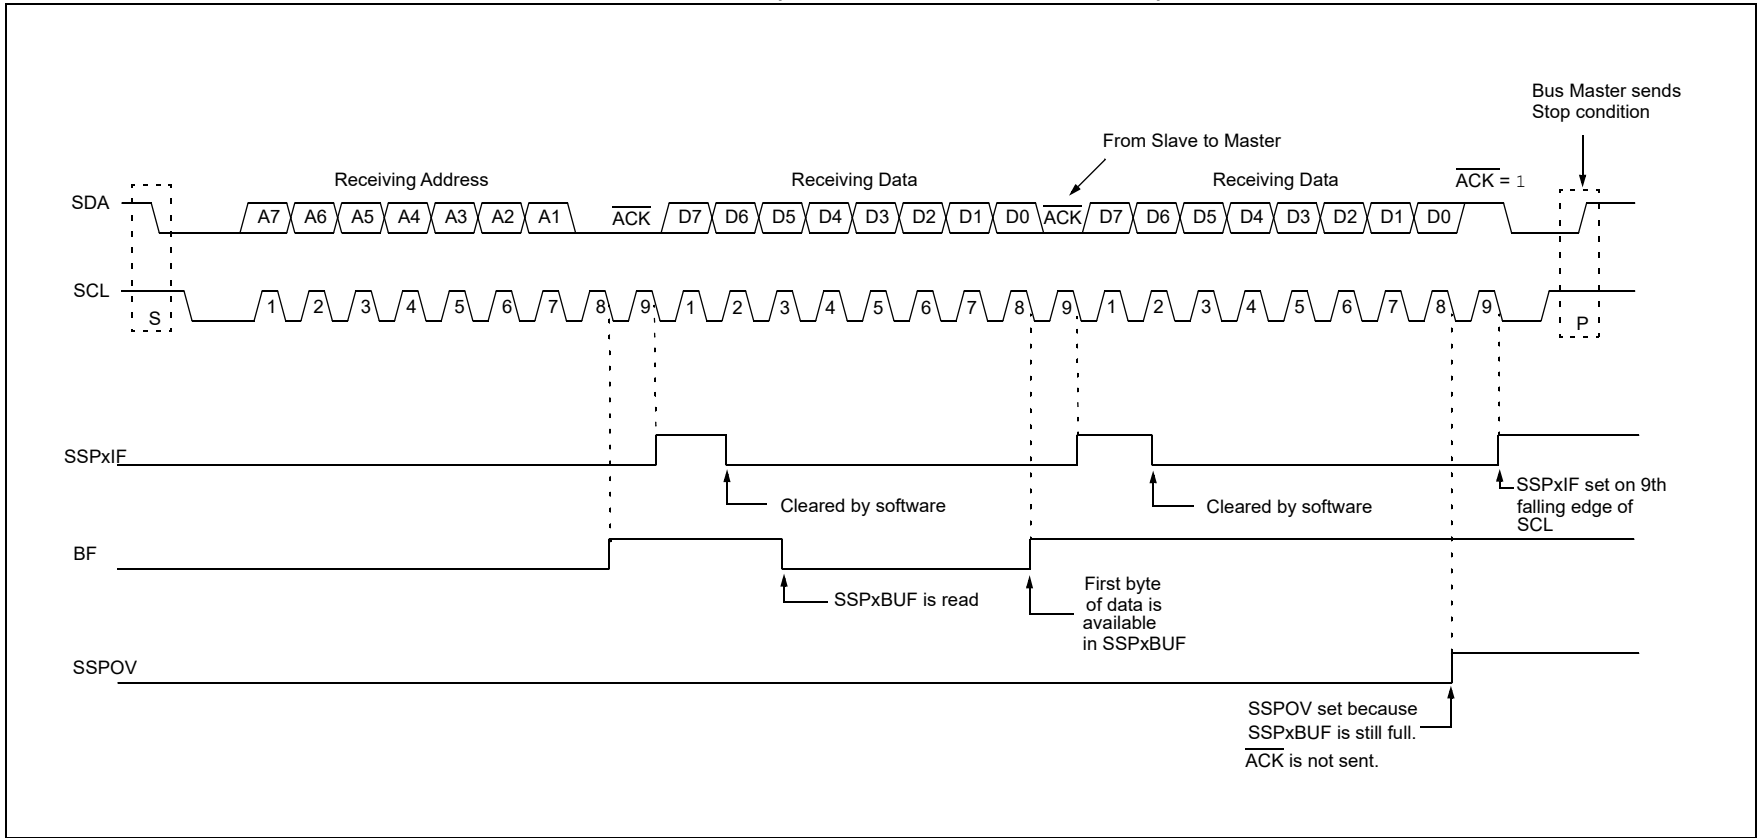 Bus Master sends
Stop condition
From Slave to Master
Receiving Address
Receiving Data
Receiving Data
ACK = 1
SDA
A7 A6 A5 A4 A3 A2 A1 ACK D7 D6 D5 D4 D3 D2 D1 D0 ACK D7 D6 D5 D4 D3 D2 D1 D0
SCL
1 2 3 4 5 6 7 8 9 1 2 3 4 5 6 7 8 9 1 2 3 4 5 6 7 8 9
S
P
SSPxIF
Cleared by software
Cleared by software
SSPxIF set on 9th
falling edge of
SCL
BF
SSPxBUF is read
First byte
of data is
available
in SSPxBUF
SSPOV
SSPOV set because
SSPxBUF is still full.
ACK is not sent.